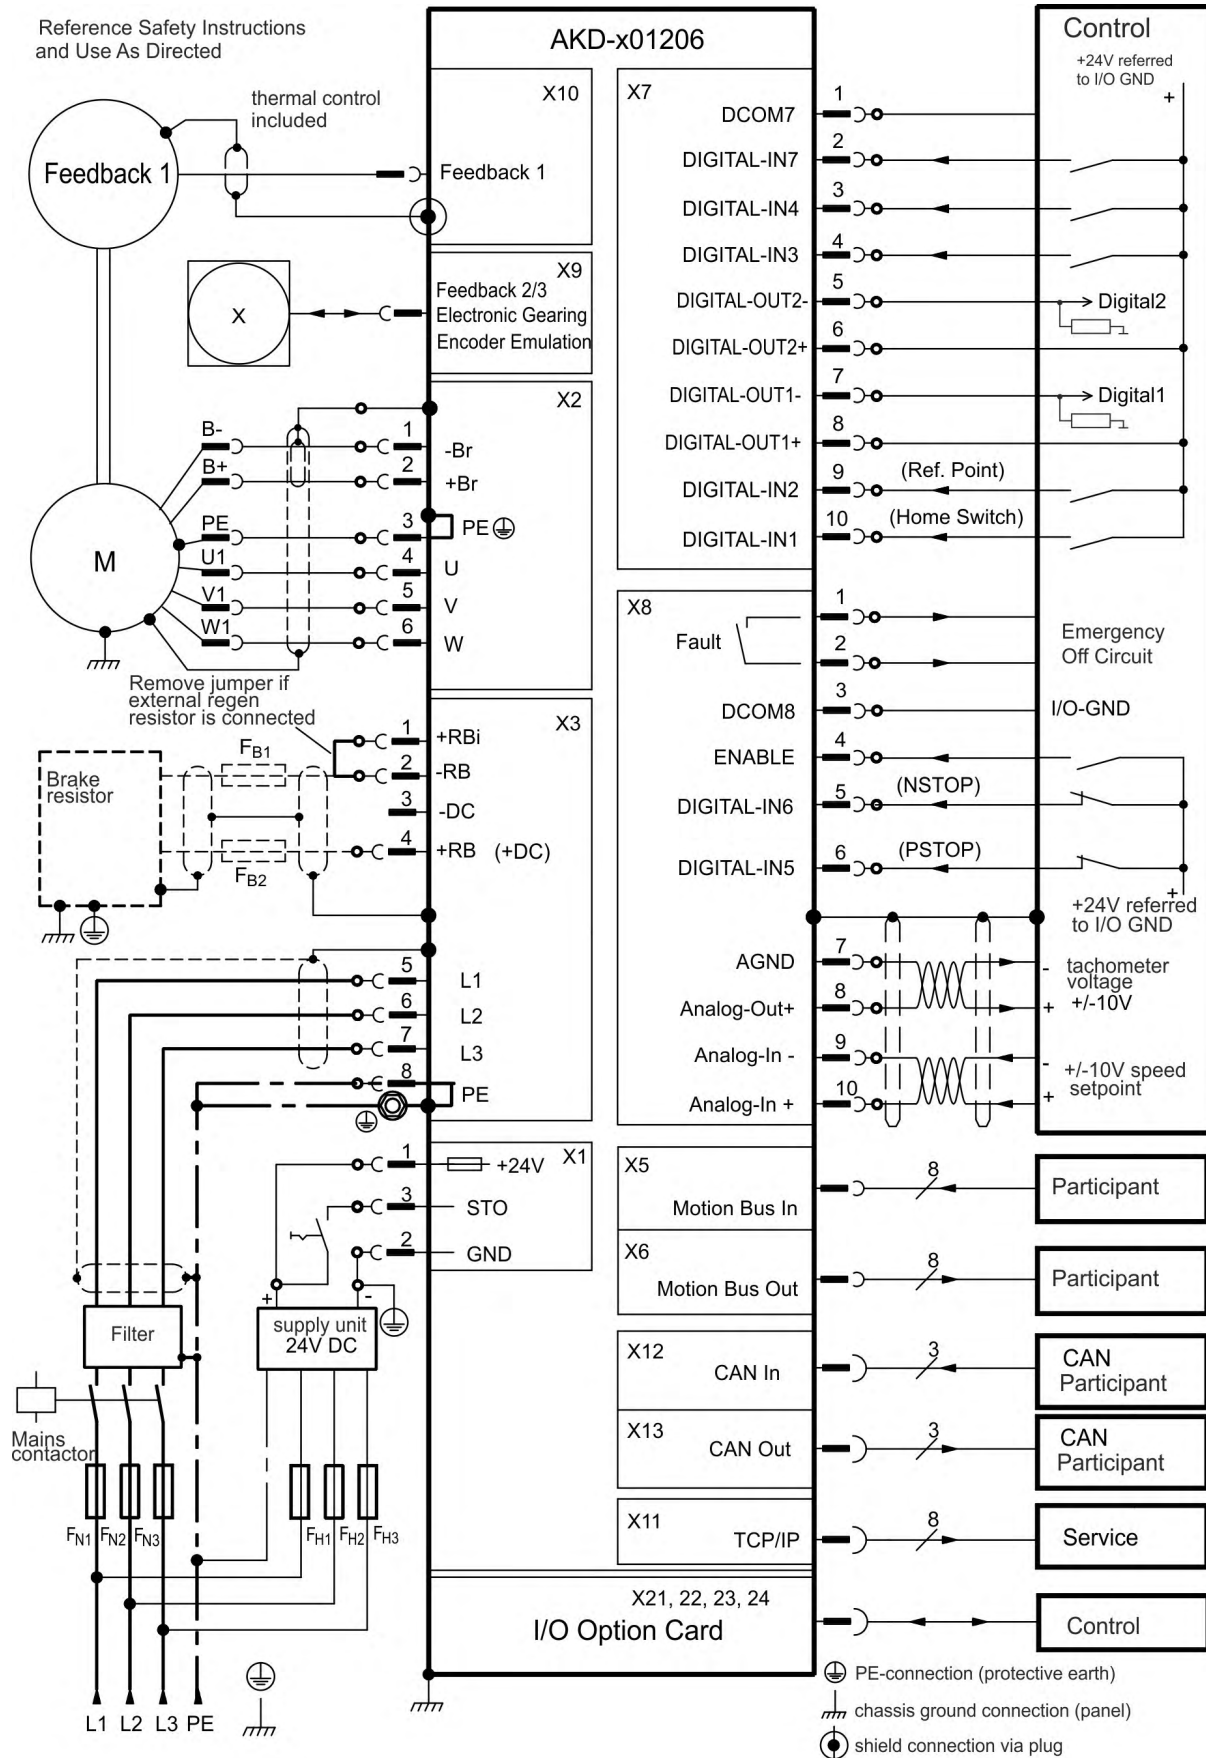 Reference Safety Instructions
and Use As Directed
AKD-x01206
thermal control
included
Feedback 1
X10
Feedback 1
X
X9
Feedback 2/3
Electronic Gearing
Encoder Emulation
X2
B-
1
-Br
B+
2
+Br
PE
3
PE
M
U1
4
U
V1
5
V
W1
6
W
Remove jumper if
external regen
resistor is connected
X3
Brake
resistor
FB1
FB2
1
+RBi
2
-RB
3
-DC
4
+RB (+DC)
5
L1
6
L2
7
L3
8
PE
X1
1
+24V
3
STO
2
GND
+
-
supply unit
24V DC
Filter
Mains
contactor
FN1 FN2 FN3
FH1 FH2 FH3
L1 L2 L3 PE
X7
DCOM7
1
DIGITAL-IN7
2
DIGITAL-IN4
3
DIGITAL-IN3
4
DIGITAL-OUT2-
5
Digital2
DIGITAL-OUT2+
6
DIGITAL-OUT1-
7
Digital1
DIGITAL-OUT1+
8
DIGITAL-IN2
9
(Ref. Point)
DIGITAL-IN1
10
(Home Switch)
Control
+24V referred
to I/O GND
+
X8
Fault
1
2
Emergency
Off Circuit
DCOM8
3
I/O-GND
ENABLE
4
DIGITAL-IN6
5
(NSTOP)
DIGITAL-IN5
6
(PSTOP)
+
+24V referred
to I/O GND
AGND
7
-
tachometer
voltage
Analog-Out+
8
+
+/-10V
Analog-In -
9
-
+/-10V speed
setpoint
Analog-In +
10
+
X5
Motion Bus In
8
Participant
X6
Motion Bus Out
8
Participant
X12
CAN In
3
CAN
Participant
X13
CAN Out
3
CAN
Participant
X11
TCP/IP
8
Service
X21, 22, 23, 24
I/O Option Card
Control
PE-connection (protective earth)
chassis ground connection (panel)
shield connection via plug